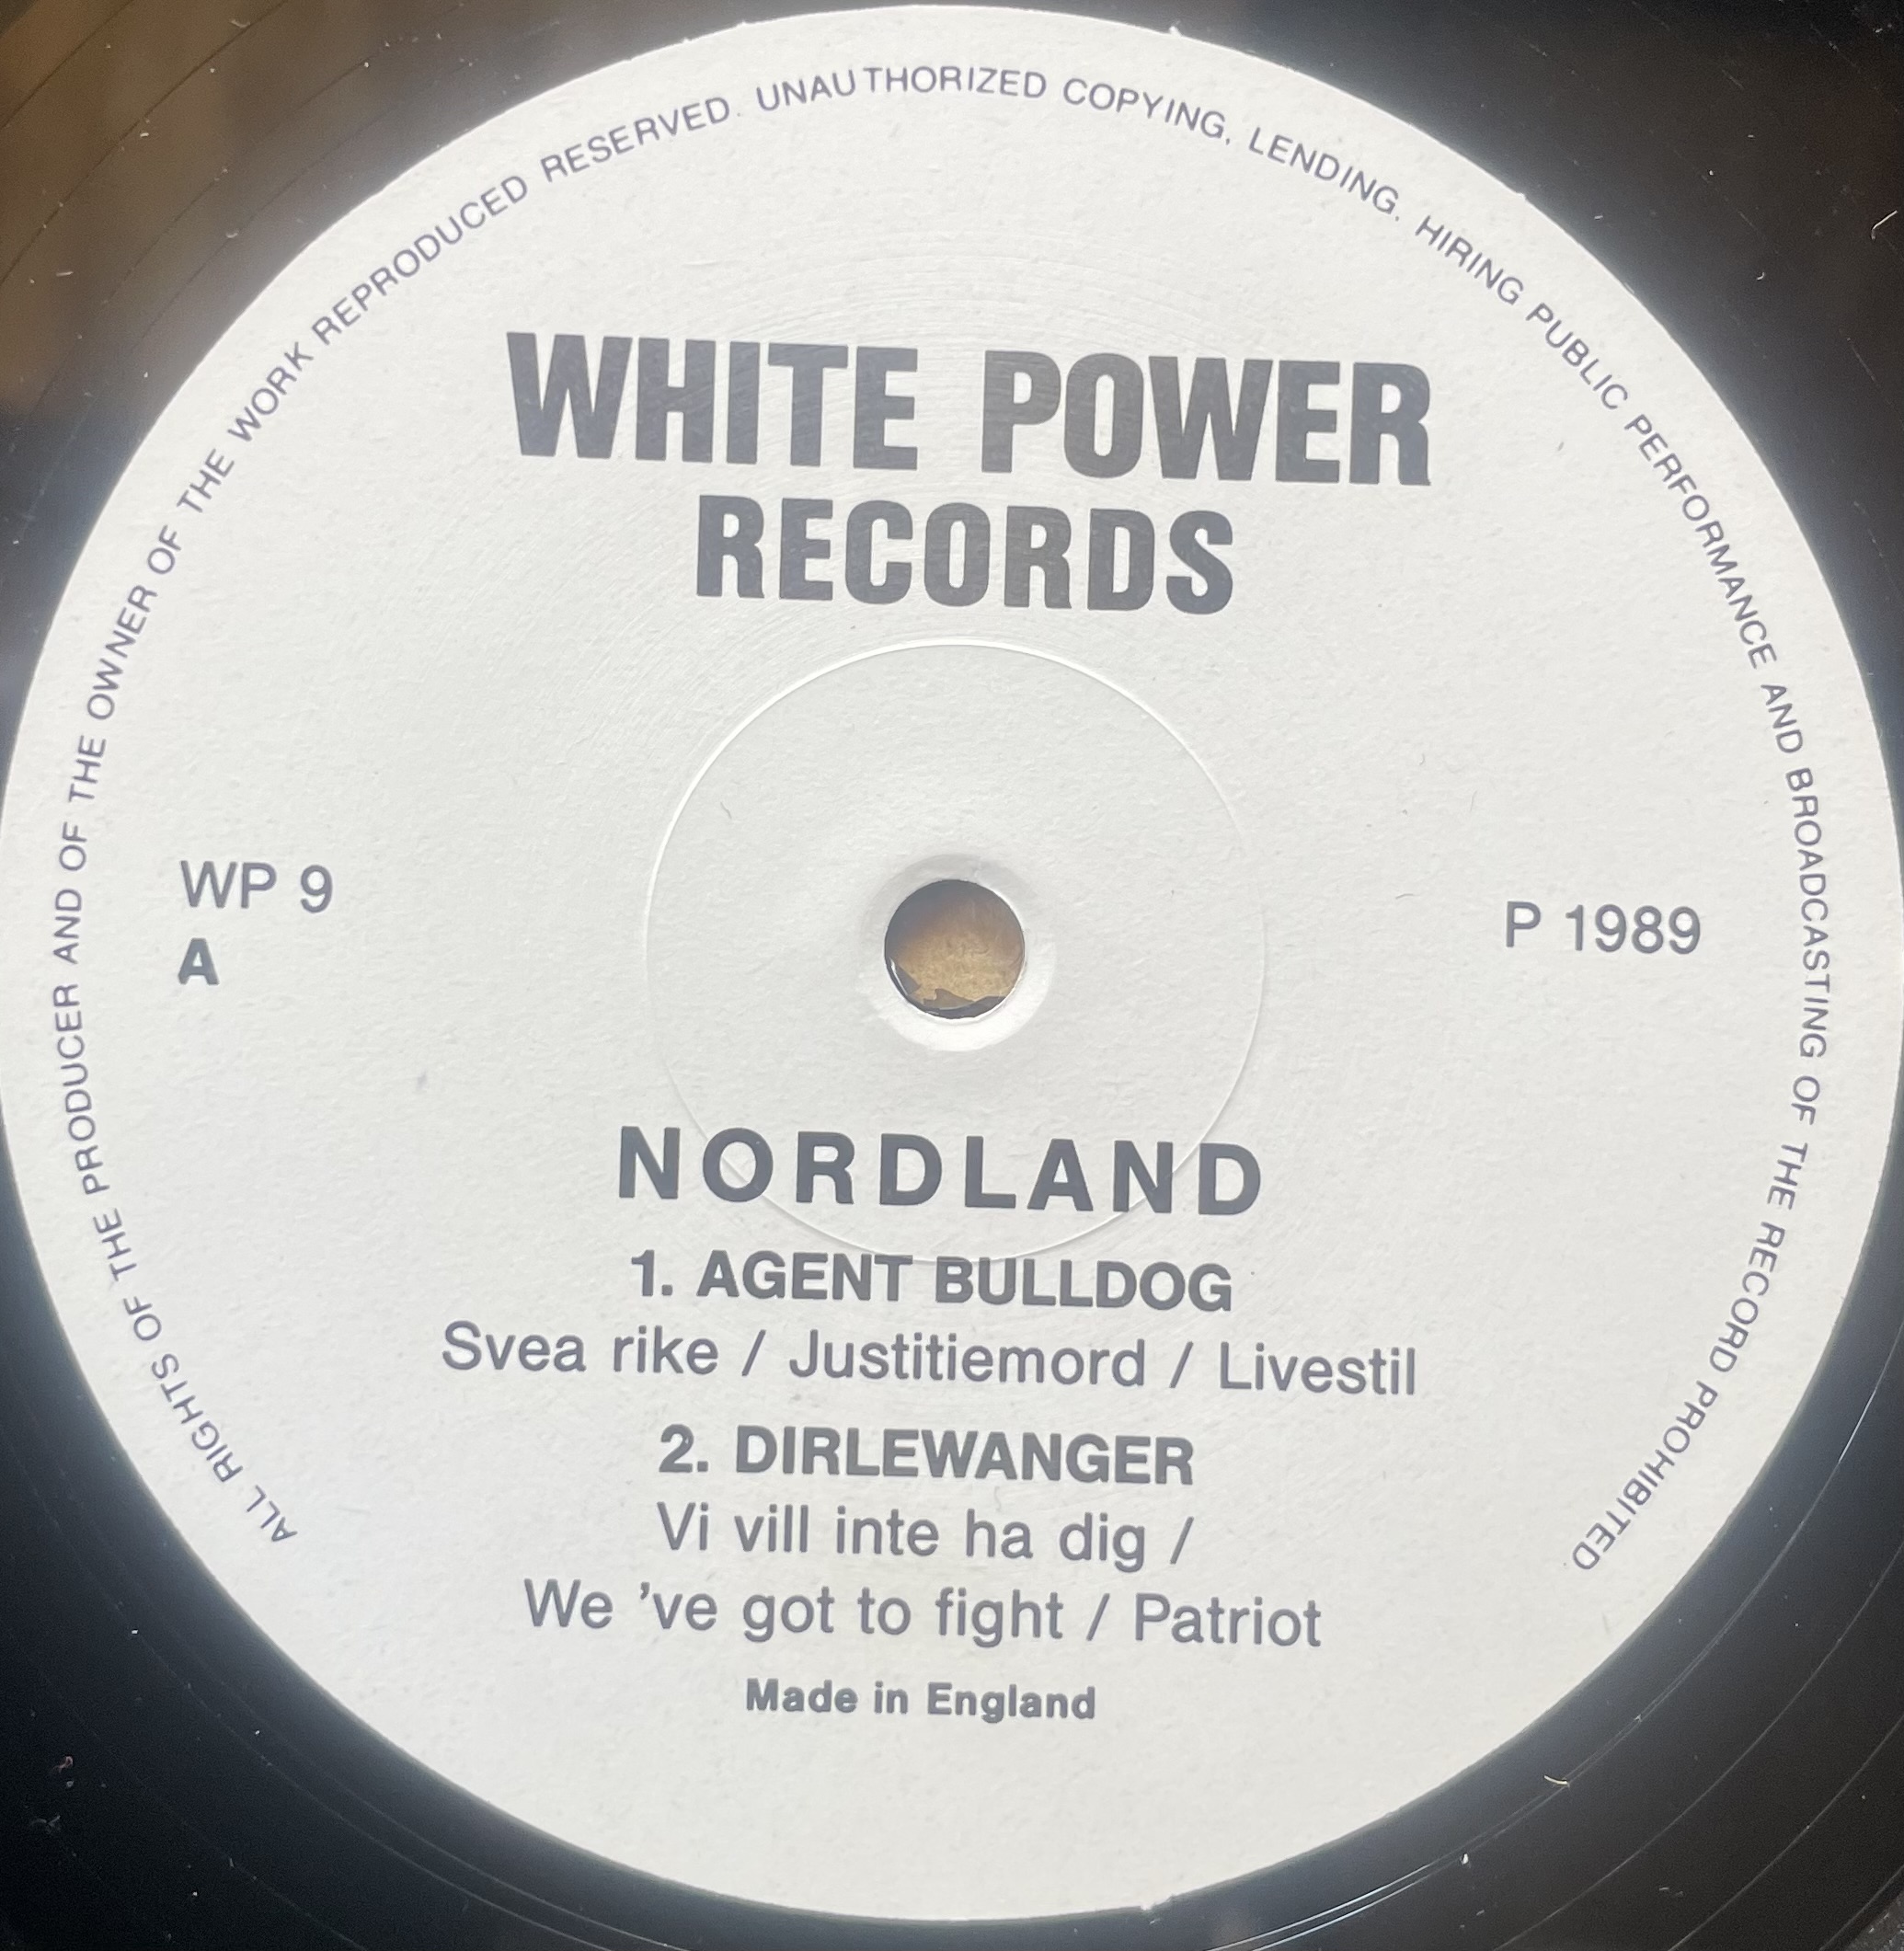 ALL RIGHTS OF THE PRODUCER AND OF THE OWNER OF THE WORK REPRODUCED RESERVED. UNAUTHORIZED COPYING, LENDING, HIRING PUBLIC PERFORMANCE AND BROADCASTING OF THE RECORD PROHIBITED
WHITE POWER
RECORDS
WP 9
A
P 1989
NORDLAND
1. AGENT BULLDOG
Svea rike / Justitiemord / Livestil
2. DIRLEWANGER
Vi vill inte ha dig /
We 've got to fight / Patriot
Made in England